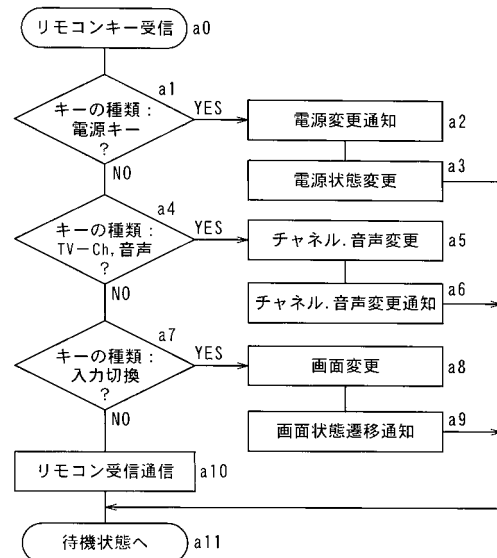 リモコンキー受信 a0
a1
キーの種類：
電源キー
？
YES
NO
電源変更通知 a2
a3
電源状態変更
a4
キーの種類：
TV－Ch,音声
？
YES
NO
チャネル.音声変更 a5
a6
チャネル.音声変更通知
a7
キーの種類：
入力切換
？
YES
NO
画面変更 a8
a9
画面状態遷移通知
リモコン受信通信 a10
待機状態へ a11